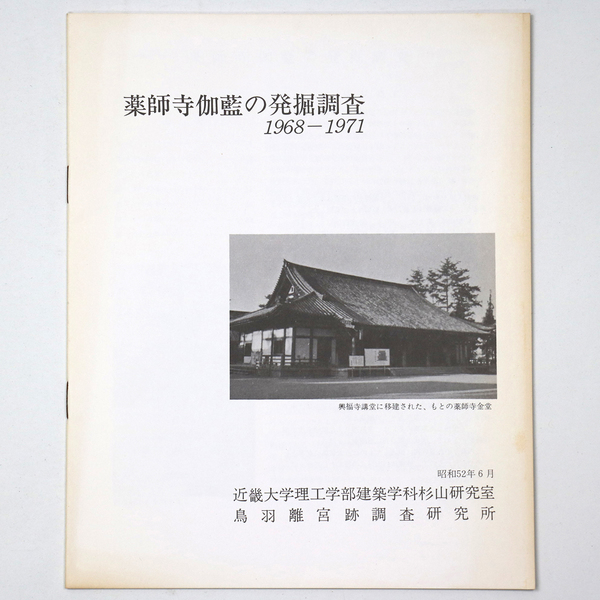 薬師寺伽藍の発掘調査
1968−1971
興福寺講堂に移建された、もとの薬師寺金堂
昭和52年6月
近畿大学理工学部建築学科杉山研究室
鳥羽離宮跡調査研究所